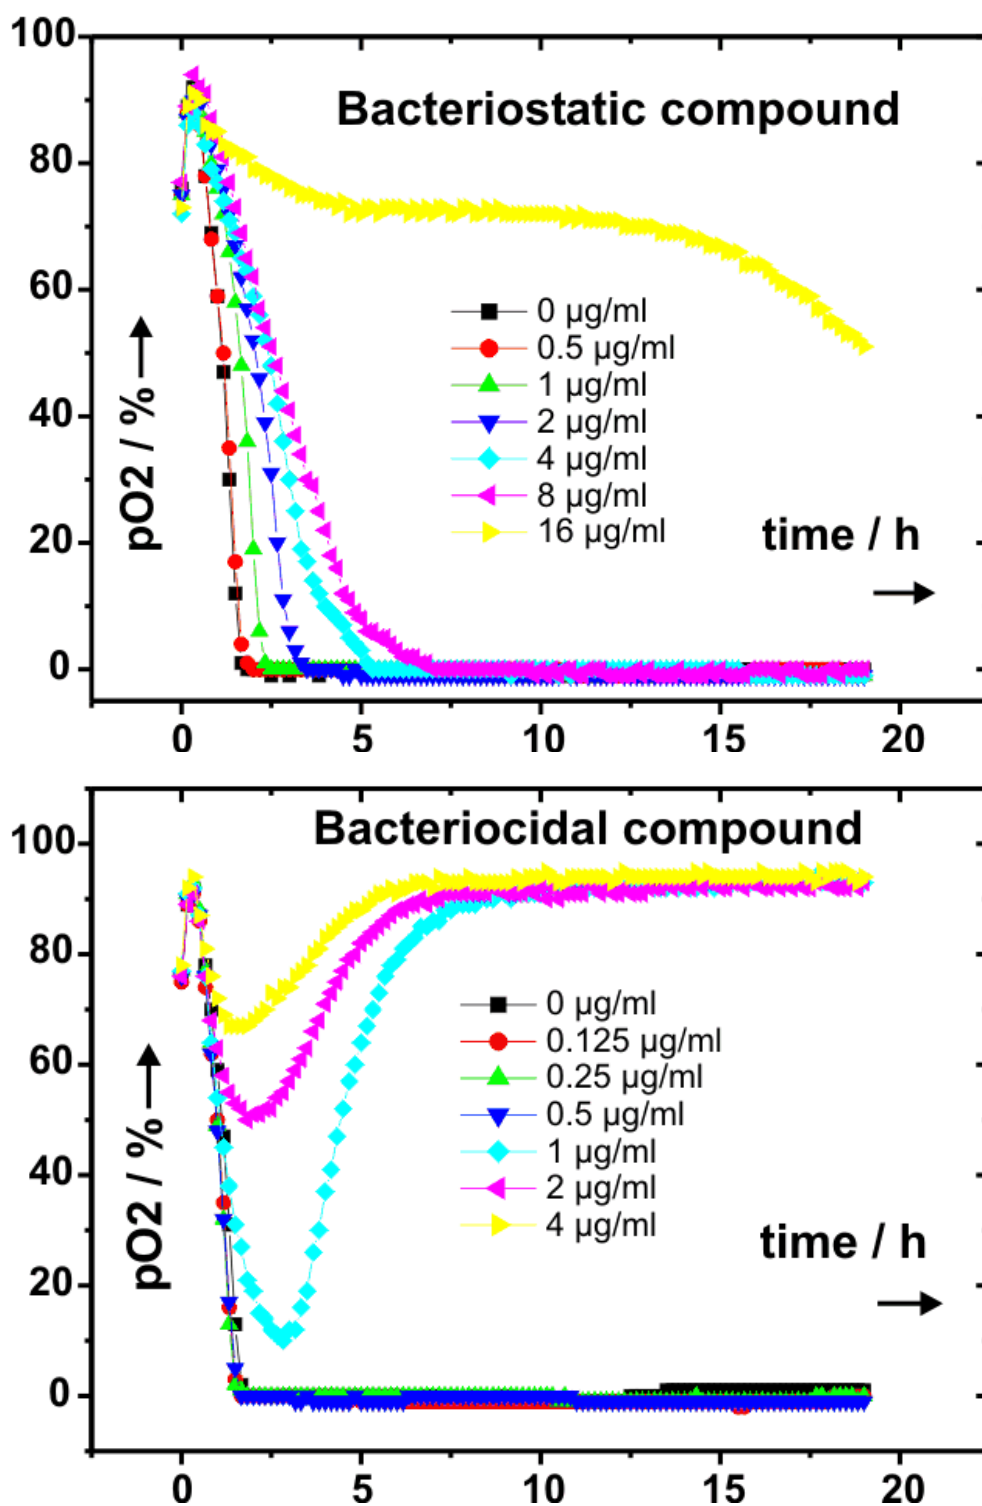 100
Bacteriostatic compound
80
60
0 µg/ml
0.5 µg/ml
1 µg/ml
40
2 µg/ml
4 µg/ml
8 µg/ml
16 µg/ml
pO2 / %
time / h
20
0
0 5 10 15 20
Bacteriocidal compound
100
80
0 µg/ml
0.125 µg/ml
0.25 µg/ml
60
0.5 µg/ml
1 µg/ml
2 µg/ml
4 µg/ml
pO2 / %
40
time / h
20
0
0 5 10 15 20